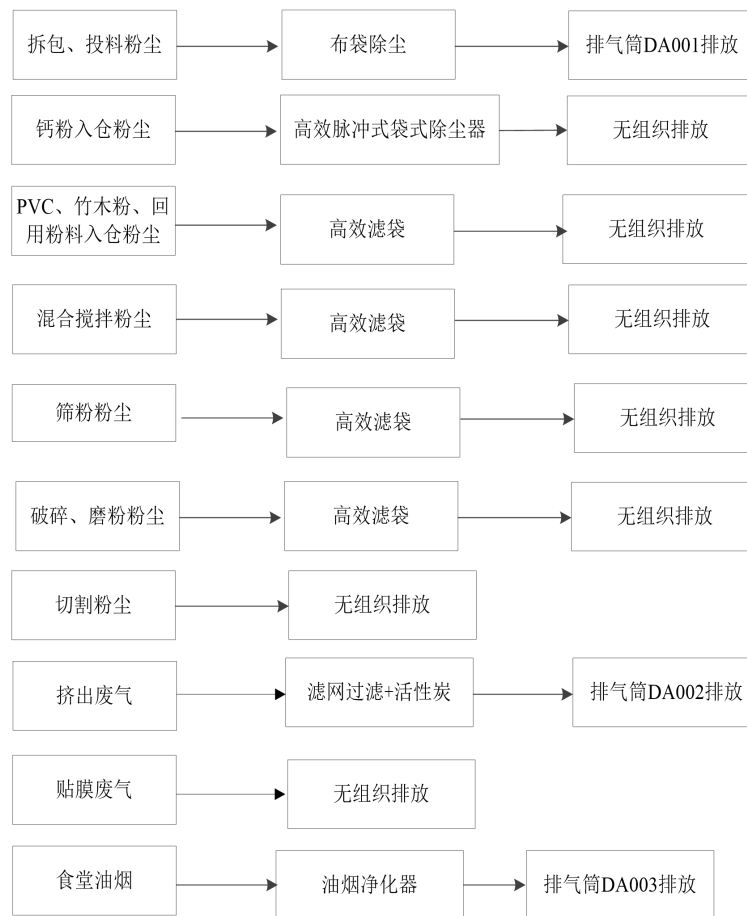 拆包、投料粉尘
布袋除尘
排气筒DA001排放
钙粉入仓粉尘
高效脉冲式袋式除尘器
无组织排放
PVC、竹木粉、回
用粉料入仓粉尘
高效滤袋
无组织排放
混合搅拌粉尘
高效滤袋
无组织排放
筛粉粉尘
高效滤袋
无组织排放
破碎、磨粉粉尘
高效滤袋
无组织排放
切割粉尘
无组织排放
挤出废气
滤网过滤+活性炭
排气筒DA002排放
贴膜废气
无组织排放
食堂油烟
油烟净化器
排气筒DA003排放